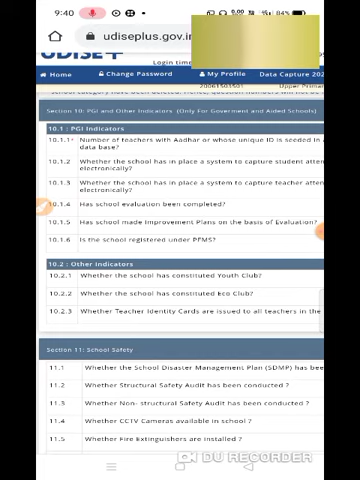 9:40
0.00
84%
udiseplus.gov.in
UDISE+
Login time
Home Change Password My Profile Data Capture 202
20061503501 Upper Primar
Section 10: PGI and Other Indicators (Only For Goverment and Aided Schools)
10.1 : PGI Indicators
10.1.1* Number of teachers with Aadhar or whose unique ID is seeded in
data base?
10.1.2 Whether the school has in place a system to capture student atten
electronically?
10.1.3 Whether the school has in place a system to capture teacher atten
electronically?
10.1.4 Has school evaluation been completed?
10.1.5 Has school made Improvement Plans on the basis of Evaluation?
10.1.6 Is the school registered under PFMS?
10.2 : Other Indicators
10.2.1 Whether the school has constituted Youth Club?
10.2.2 Whether the school has constituted Eco Club?
10.2.3 Whether Teacher Identity Cards are issued to all teachers in the
Section 11: School Safety
11.1 Whether the School Disaster Management Plan (SDMP) has bee
11.2 Whether Structural Safety Audit has been conducted ?
11.3 Whether Non- structural Safety Audit has been conducted ?
11.4 Whether CCTV Cameras available in school ?
11.5 Whether Fire Extinguishers are installed ?
DU RECORDER